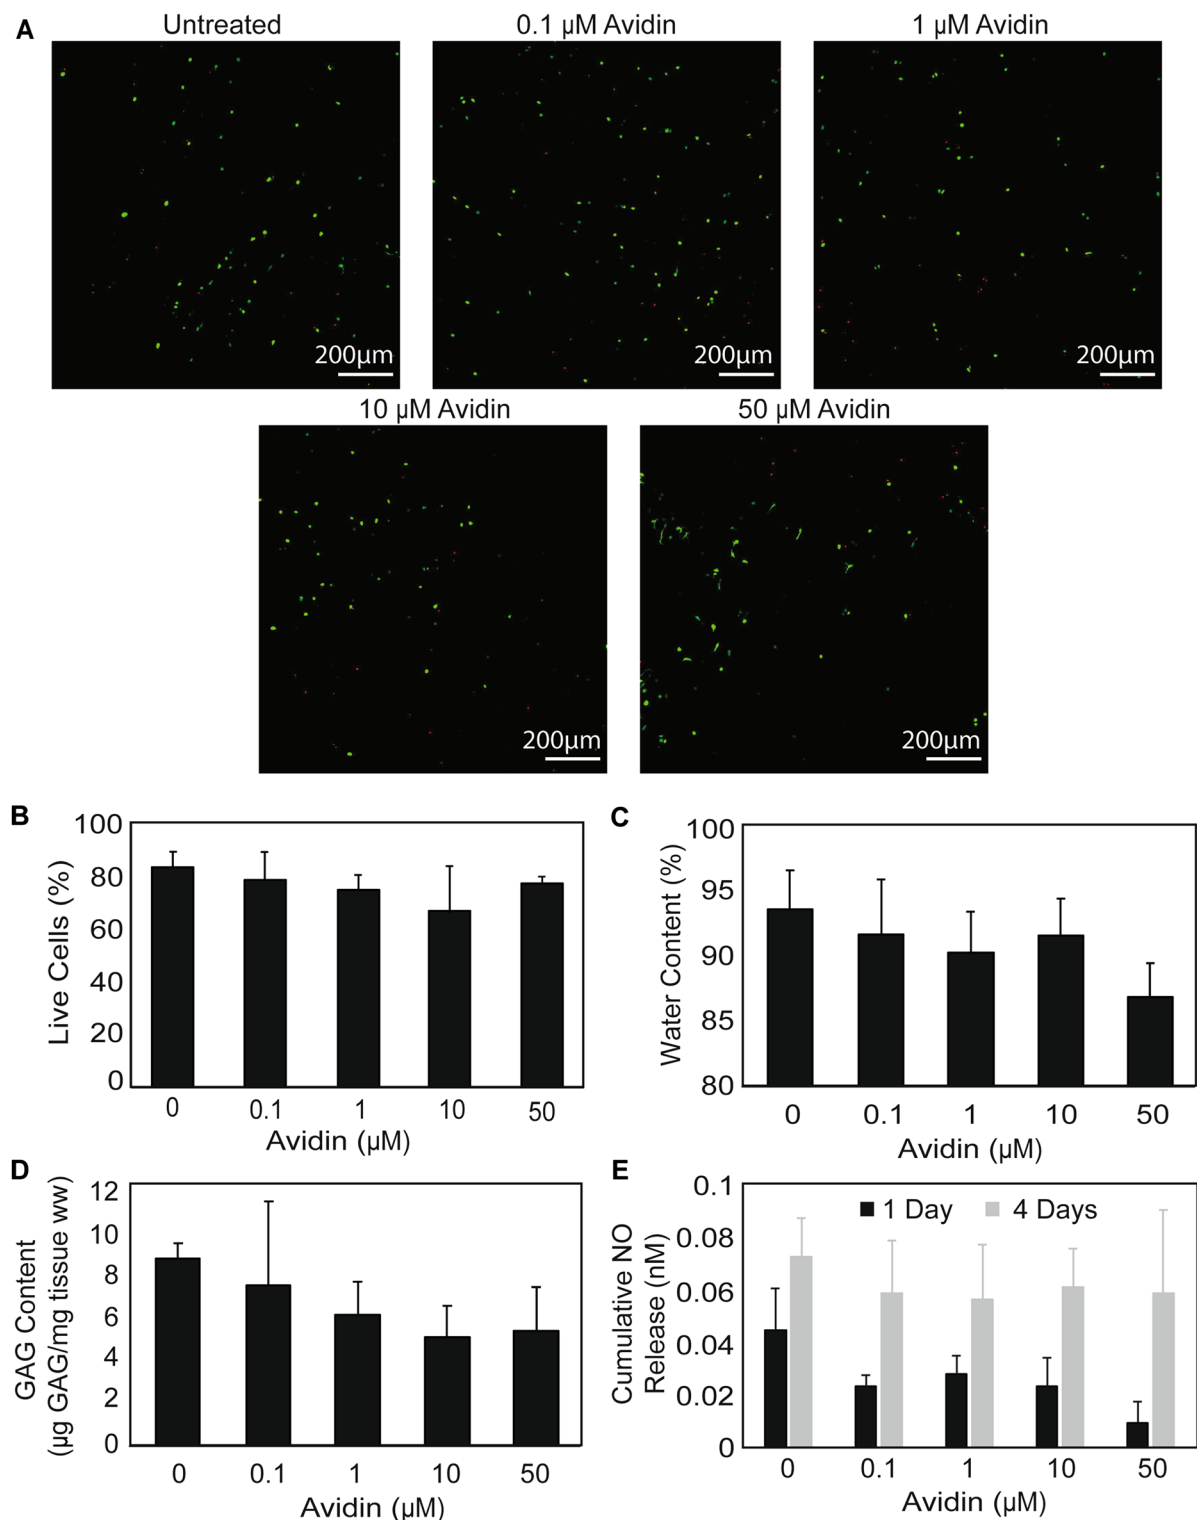 A
Untreated
0.1 µM Avidin
1 µM Avidin
200µm
200µm
200µm
10 µM Avidin
50 µM Avidin
200µm
200µm
B
Live Cells (%)
100
80
60
40
20
0
0 0.1 1 10 50
Avidin (µM)
C
Water Content (%)
100
95
90
85
80
0 0.1 1 10 50
Avidin (µM)
D
GAG Content
(µg GAG/mg tissue ww)
12
10
8
6
4
2
0
0 0.1 1 10 50
Avidin (µM)
E
Cumulative NO
Release (nM)
0.1
0.08
0.06
0.04
0.02
0
1 Day
4 Days
0 0.1 1 10 50
Avidin (µM)